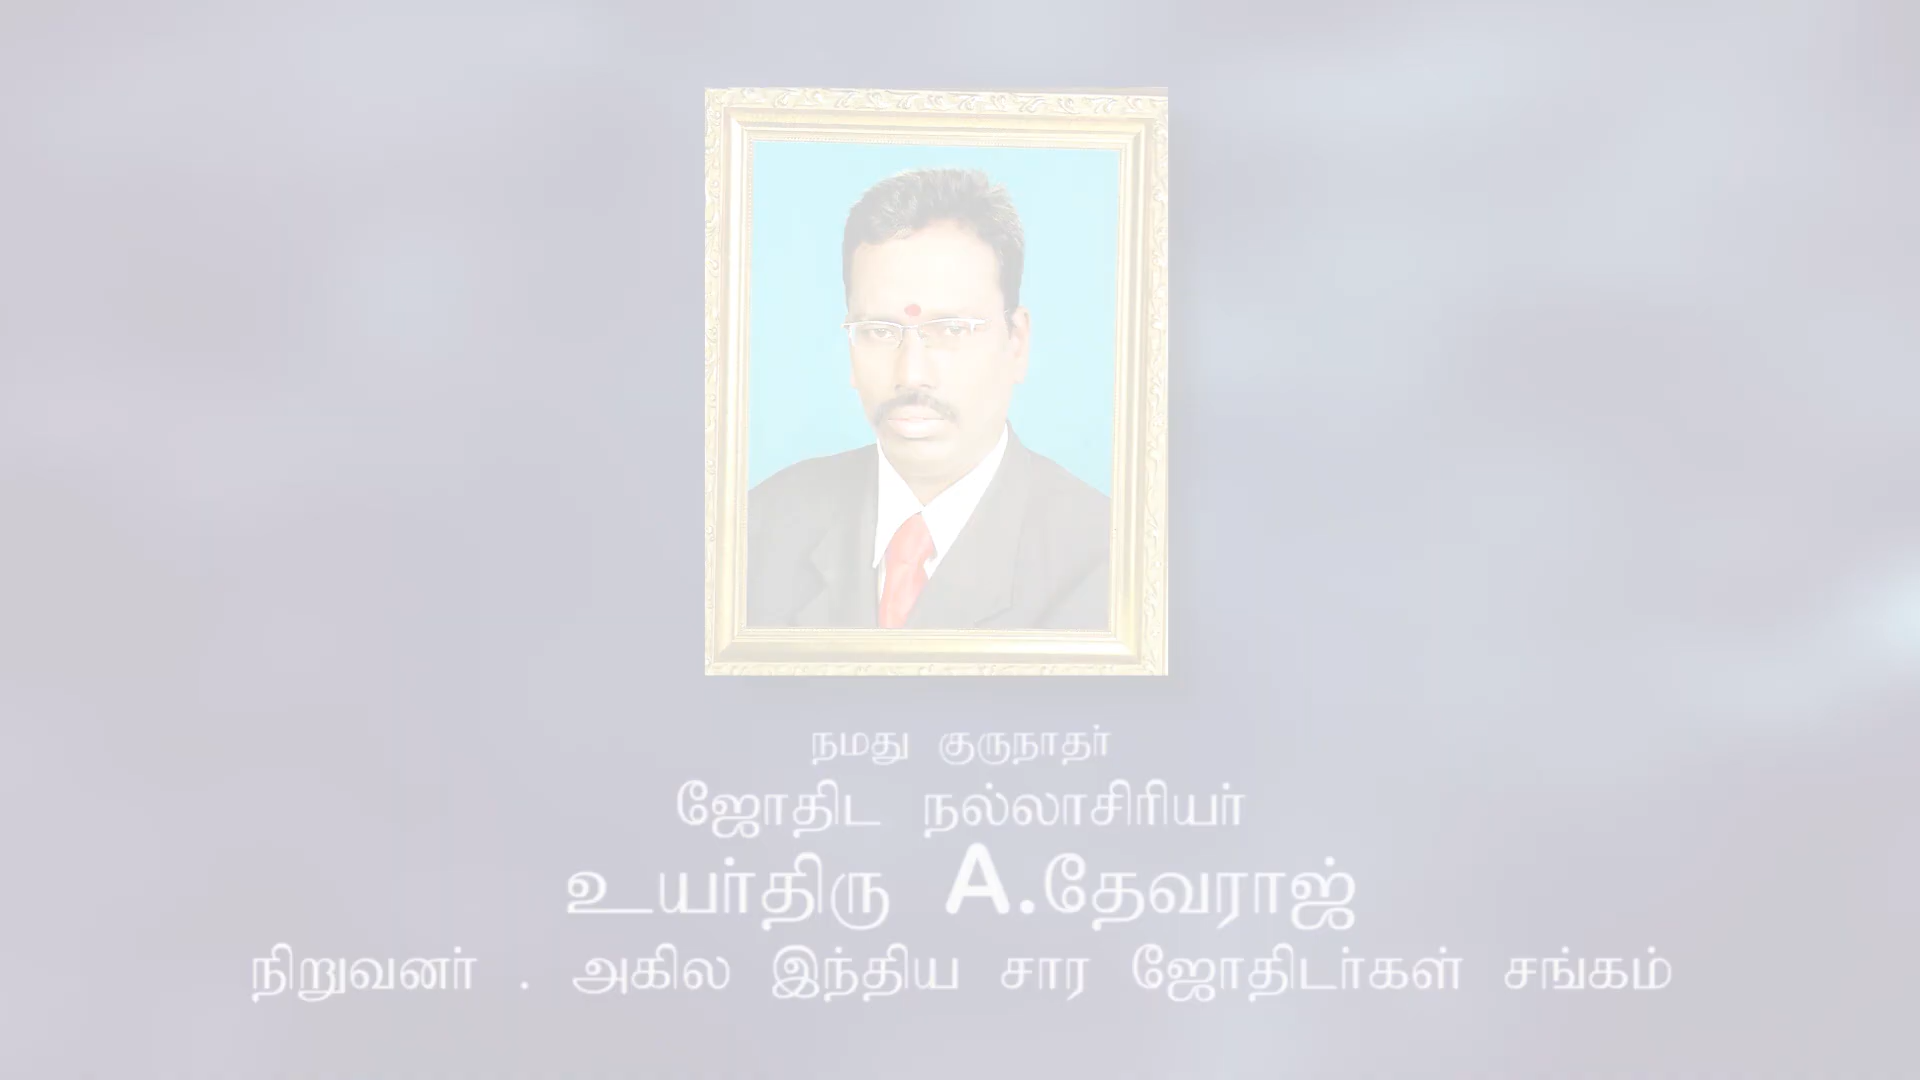 நமது குருநாதர்
ஜோதிட நல்லாசிரியர்
உயர்திரு A.தேவராஜ்
நிறுவனர் . அகில இந்திய சார ஜோதிடர்கள் சங்கம்